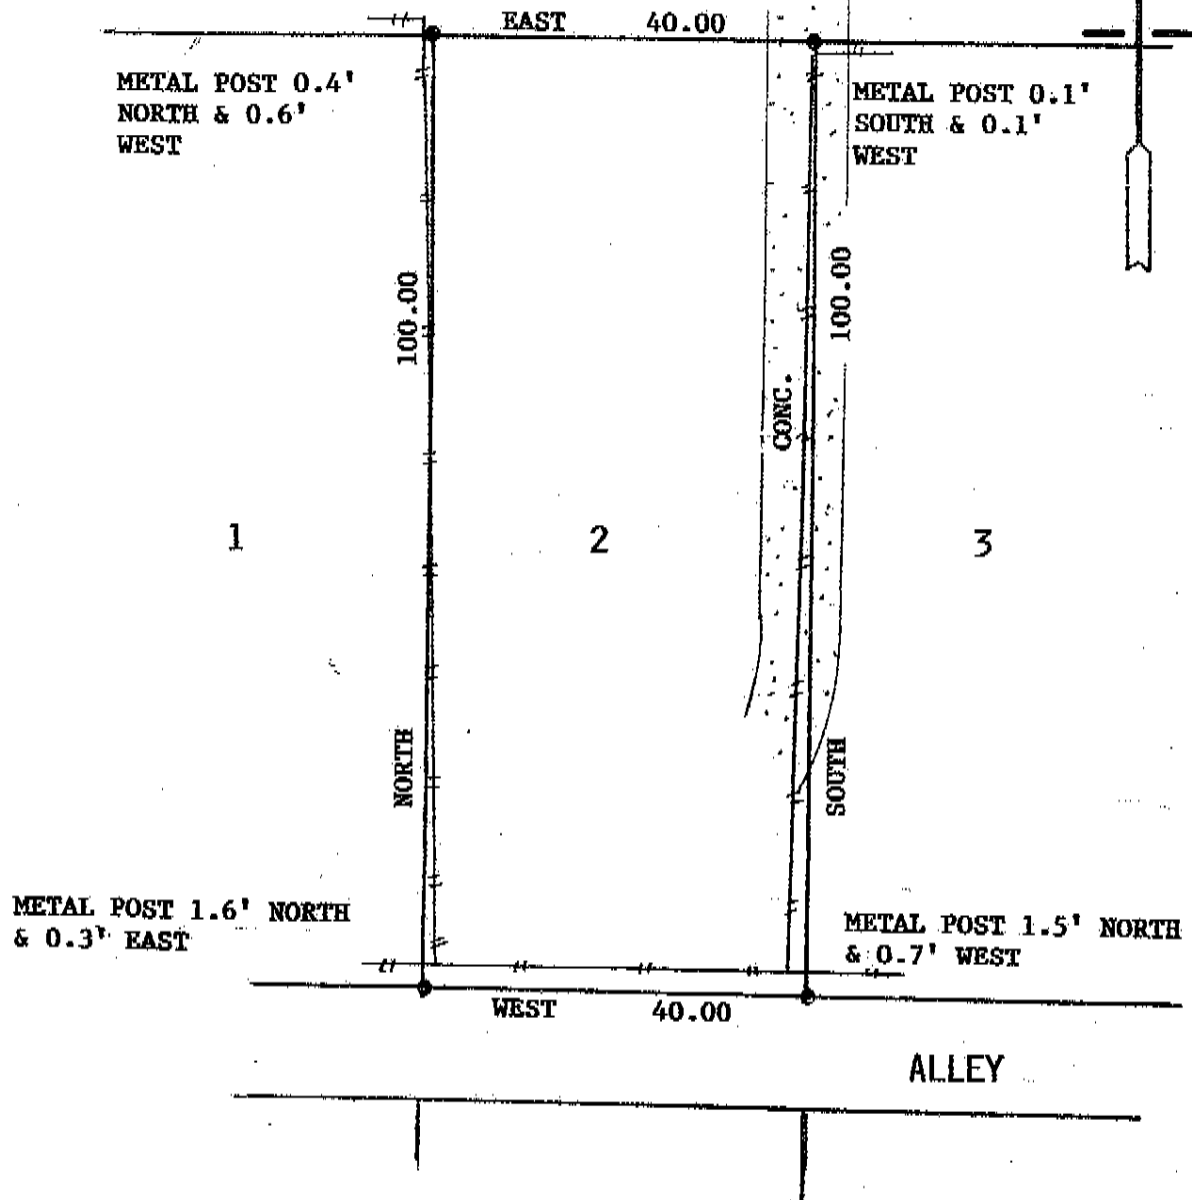 EAST 40.00
METAL POST 0.4'
NORTH & 0.6'
WEST
METAL POST 0.1'
SOUTH & 0.1'
WEST
100.00
100.00
CONC.
1
2
3
NORTH
SOUTH
METAL POST 1.6' NORTH
& 0.3' EAST
METAL POST 1.5' NORTH
& 0.7' WEST
WEST 40.00
ALLEY